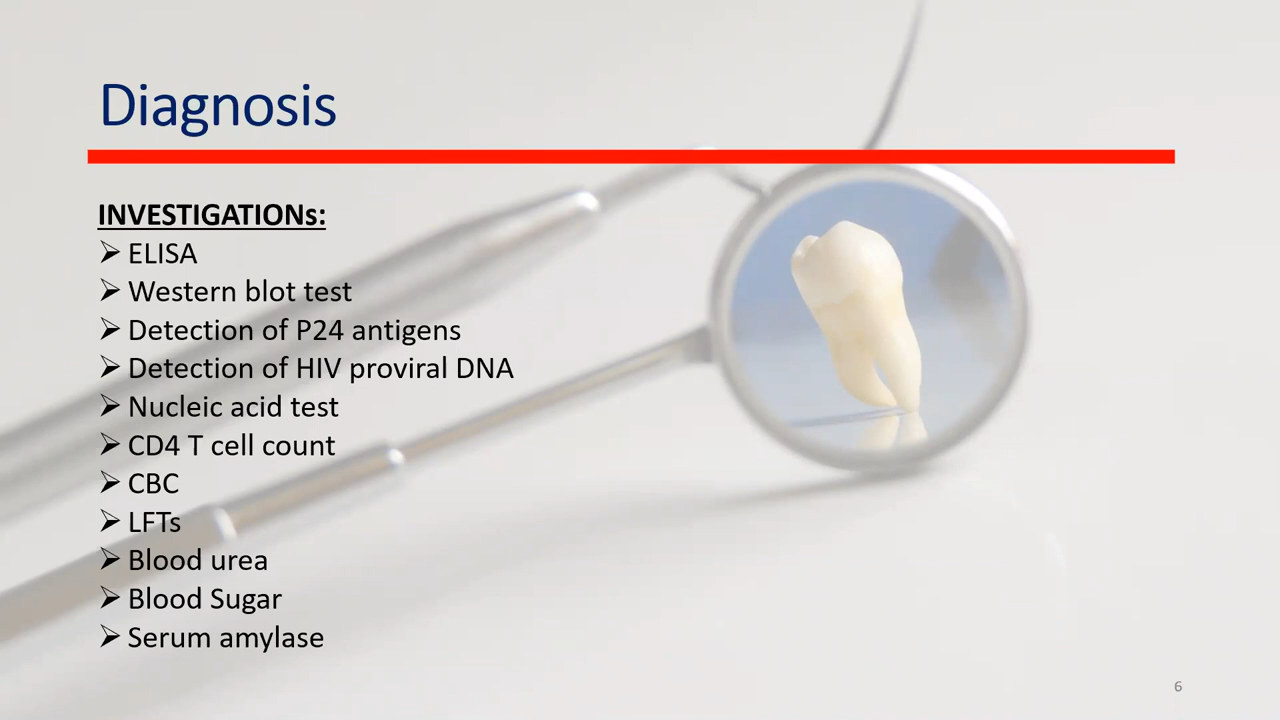 Diagnosis
INVESTIGATIONs:
➢ ELISA
➢ Western blot test
➢ Detection of P24 antigens
➢ Detection of HIV proviral DNA
➢ Nucleic acid test
➢ CD4 T cell count
➢ CBC
➢ LFTs
➢ Blood urea
➢ Blood Sugar
➢ Serum amylase
6